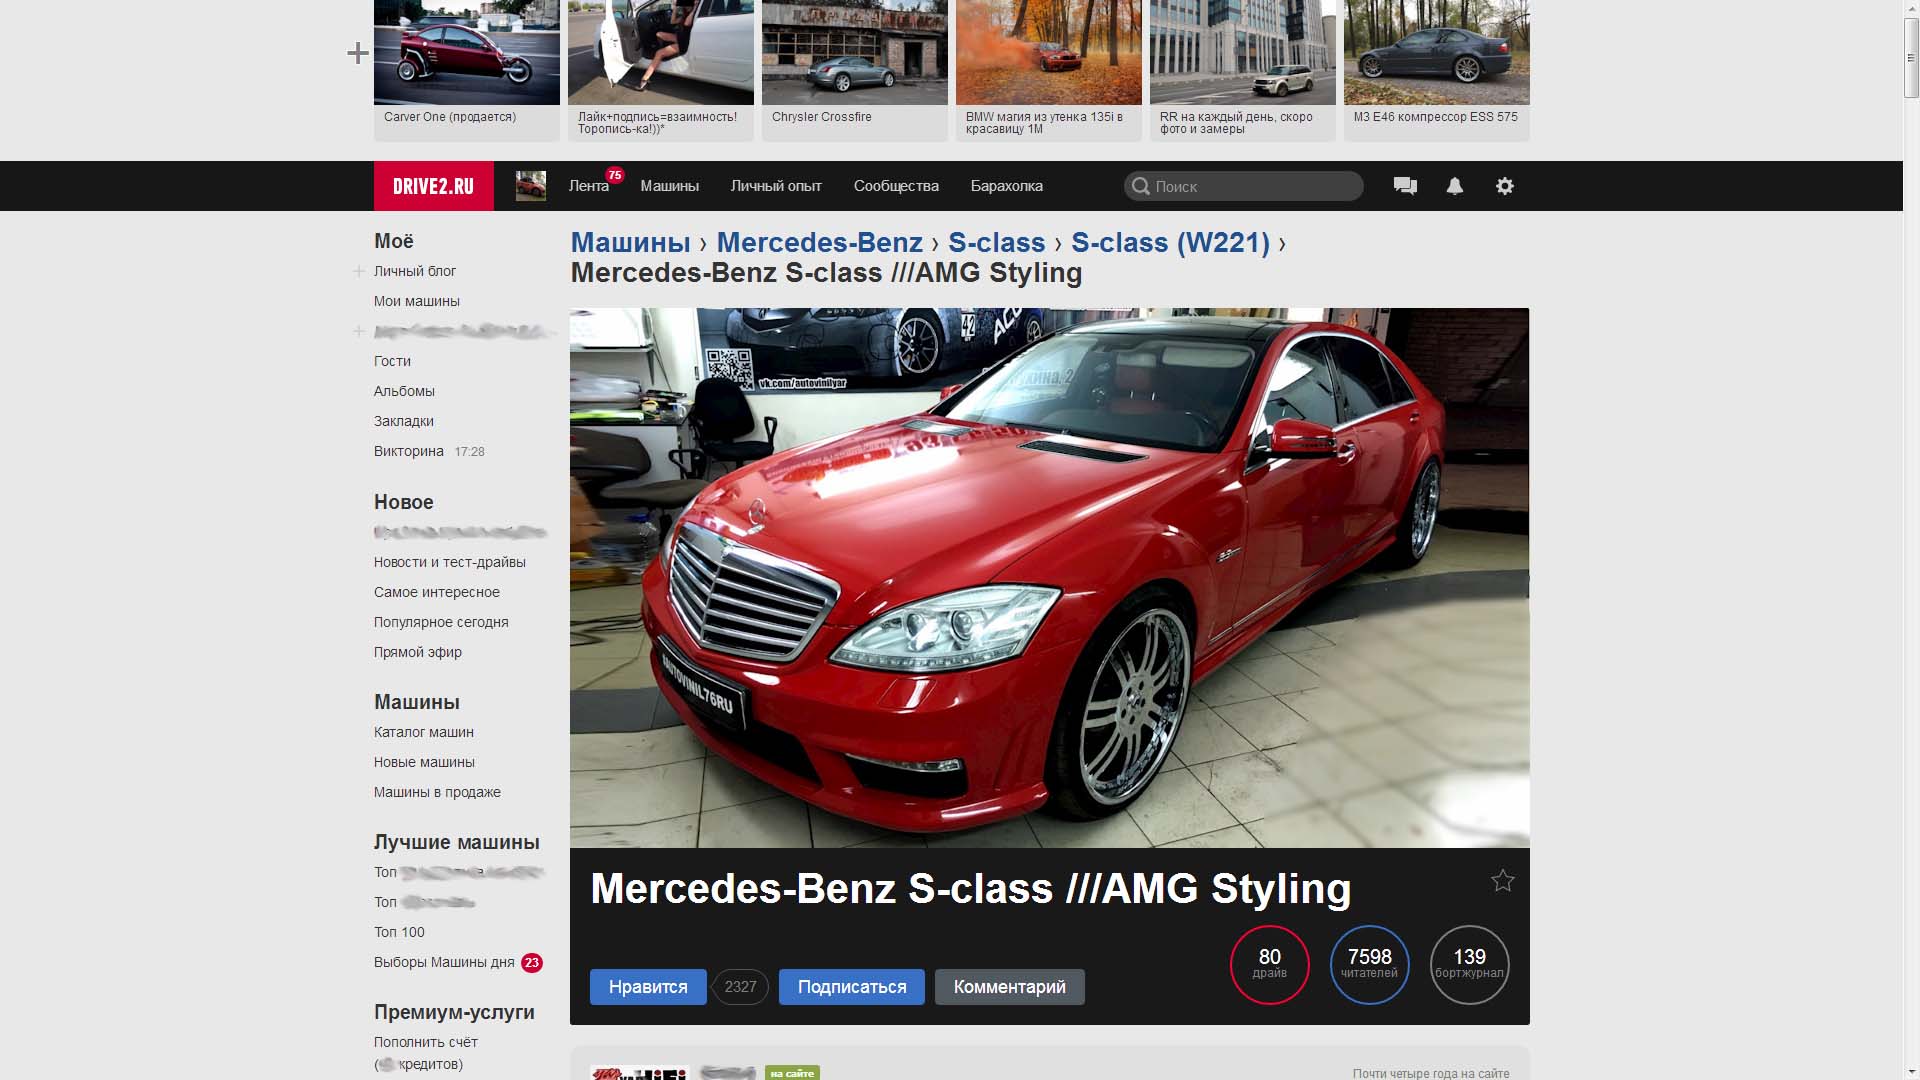 Carver One (продается)
Лайк+подпись=взаимность! Торопись-ка!))*
Chrysler Crossfire
BMW магия из утенка 135i в красавицу 1М
RR на каждый день, скоро фото и замеры
M3 E46 компрессор ESS 575
DRIVE2.RU
Лента 75
Машины
Личный опыт
Сообщества
Барахолка
Поиск
Моё
Личный блог
Мои машины
Гости
Альбомы
Закладки
Викторина 17:28
Новое
Новости и тест-драйвы
Самое интересное
Популярное сегодня
Прямой эфир
Машины
Каталог машин
Новые машины
Машины в продаже
Лучшие машины
Топ
Топ
Топ 100
Выборы Машины дня 23
Премиум-услуги
Пополнить счёт
( кредитов)
Машины › Mercedes-Benz › S-class › S-class (W221) ›
Mercedes-Benz S-class ///AMG Styling
42
vk.com/autovinilyar
#AUTOVINIL76RU
Mercedes-Benz S-class ///AMG Styling
80
драйв
7598
читателей
139
бортжурнал
Нравится
2327
Подписаться
Комментарий
на сайте
Почти четыре года на сайте